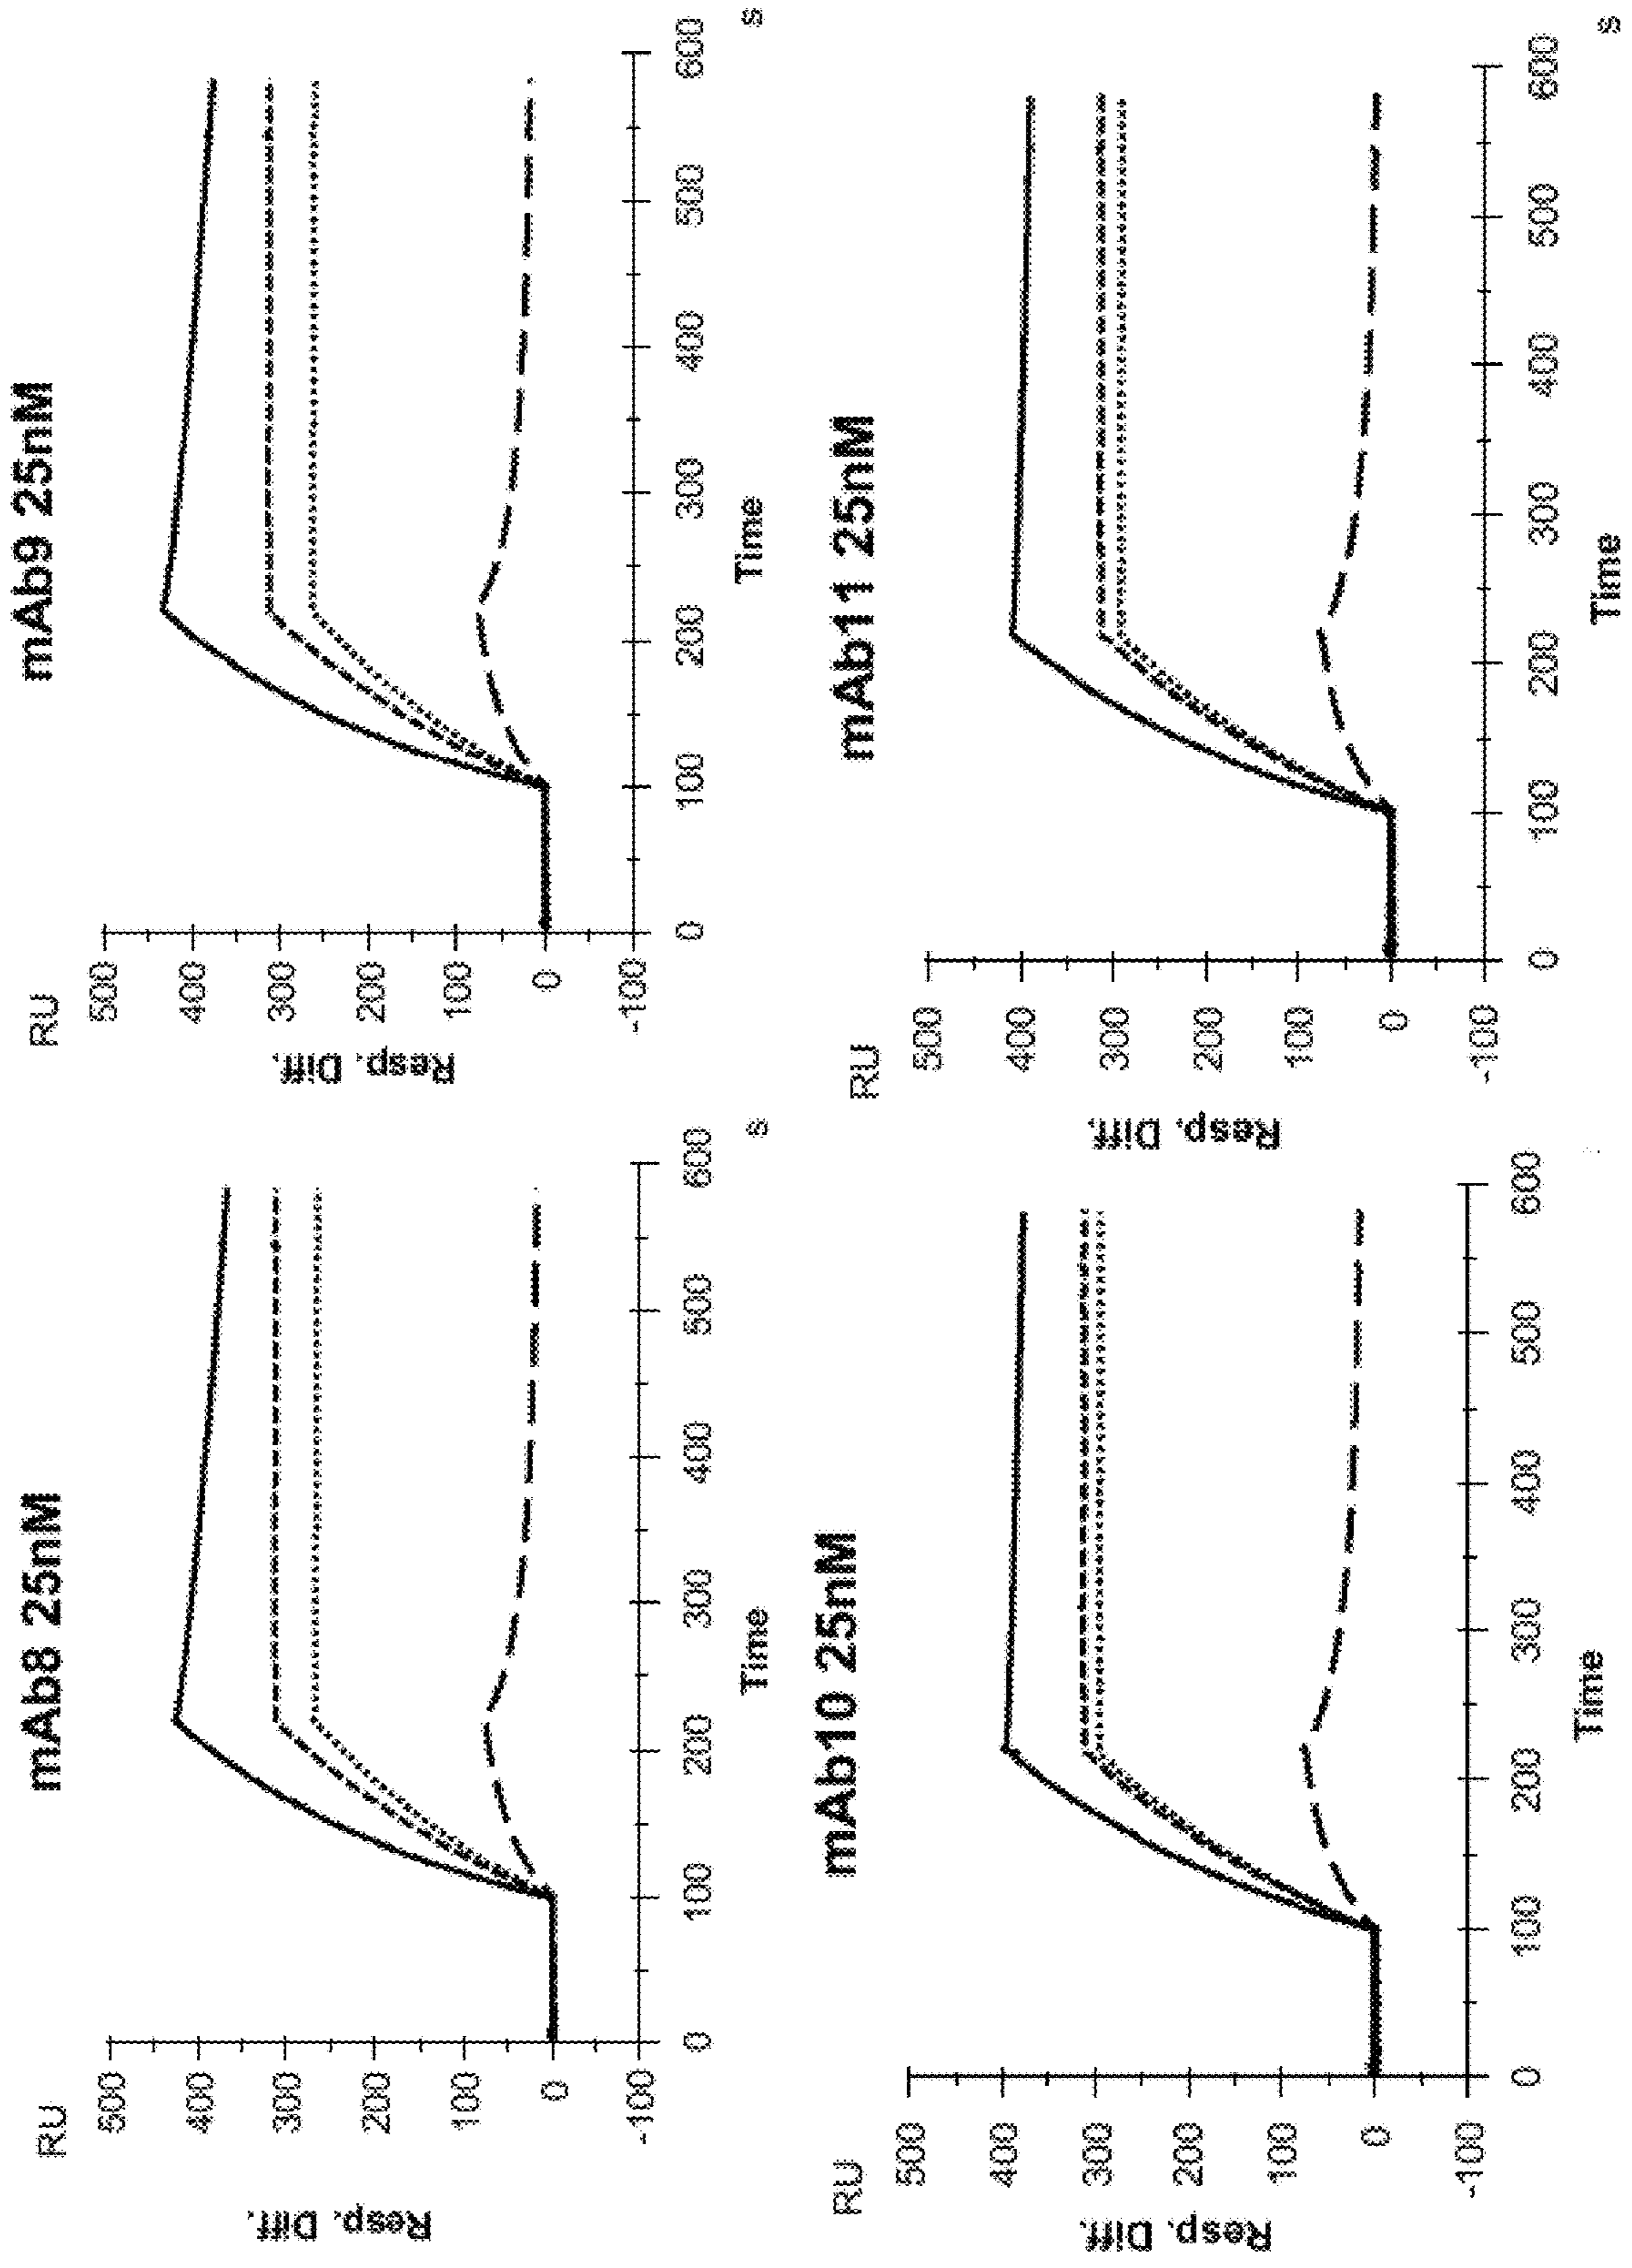 mAb8 25nM
RU
500
400
300
200
100
0
-100
Resp. Diff.
0 100 200 300 400 500 600
Time s
mAb9 25nM
RU
500
400
300
200
100
0
-100
Resp. Diff.
0 100 200 300 400 500 600
Time s
mAb10 25nM
RU
500
400
300
200
100
0
-100
Resp. Diff.
0 100 200 300 400 500 600
Time
mAb11 25nM
RU
500
400
300
200
100
0
-100
Resp. Diff.
0 100 200 300 400 500 600
Time s